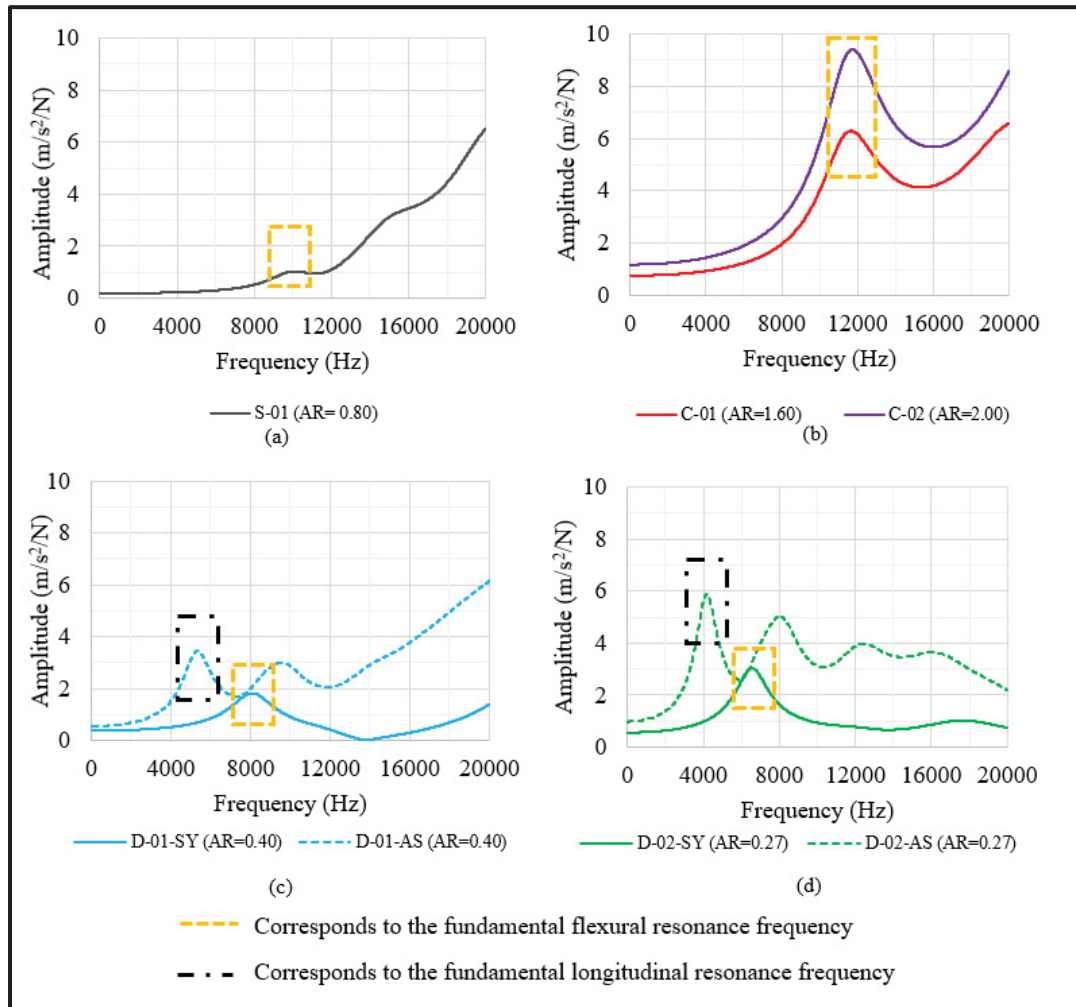 10
8
6
4
2
0
Amplitude (m/s²/N)
0 4000 8000 12000 16000 20000
Frequency (Hz)
S-01 (AR= 0.80)
(a)
10
8
6
4
2
0
Amplitude (m/s²/N)
0 4000 8000 12000 16000 20000
Frequency (Hz)
C-01 (AR=1.60) C-02 (AR=2.00)
(b)
10
8
6
4
2
0
Amplitude (m/s²/N)
0 4000 8000 12000 16000 20000
Frequency (Hz)
D-01-SY (AR=0.40) D-01-AS (AR=0.40)
(c)
10
8
6
4
2
0
Amplitude (m/s²/N)
0 4000 8000 12000 16000 20000
Frequency (Hz)
D-02-SY (AR=0.27) D-02-AS (AR=0.27)
(d)
Corresponds to the fundamental flexural resonance frequency
Corresponds to the fundamental longitudinal resonance frequency